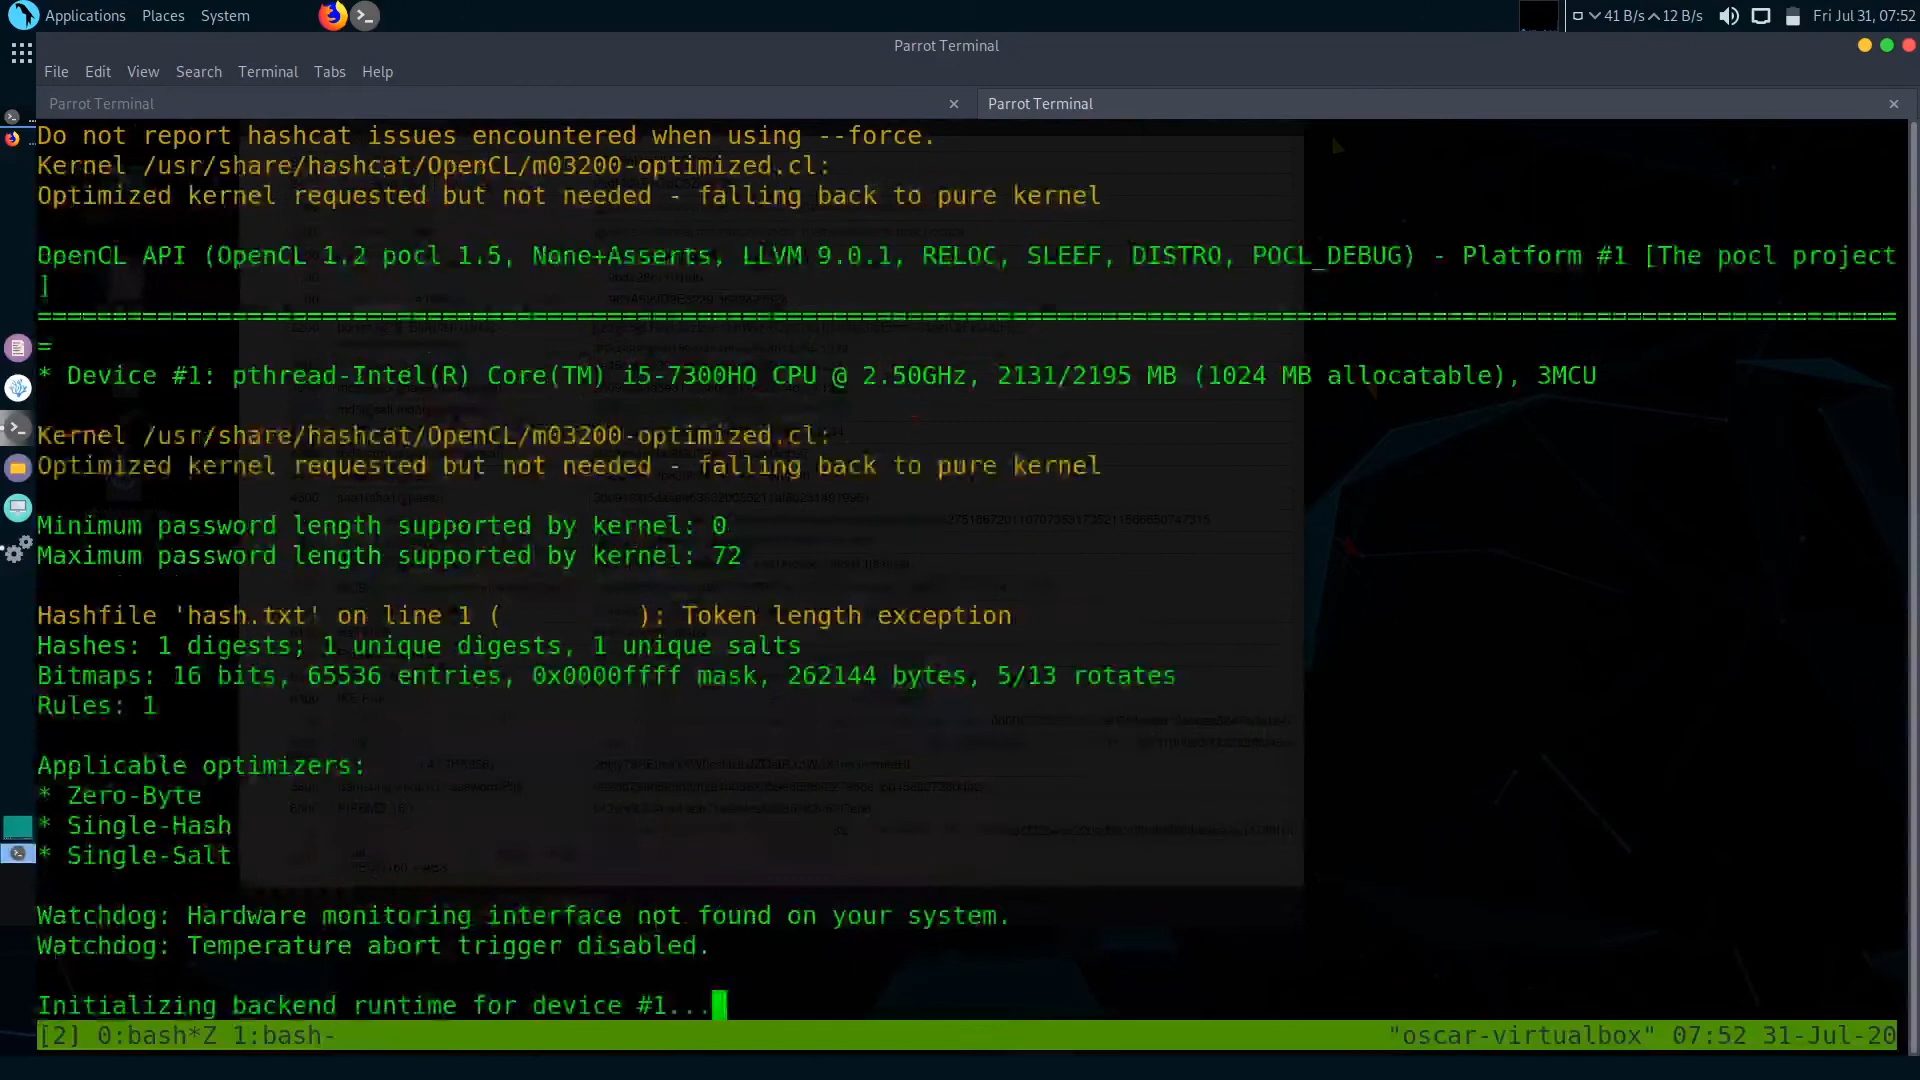 Applications Places System
41 B/s 12 B/s Fri Jul 31, 07:52
Parrot Terminal
File Edit View Search Terminal Tabs Help
Parrot Terminal × Parrot Terminal ×
Do not report hashcat issues encountered when using --force.
Kernel /usr/share/hashcat/OpenCL/m03200-optimized.cl:
Optimized kernel requested but not needed - falling back to pure kernel
OpenCL API (OpenCL 1.2 pocl 1.5, None+Asserts, LLVM 9.0.1, RELOC, SLEEF, DISTRO, POCL_DEBUG) - Platform #1 [The pocl project
]
============================================================================================================================
=
* Device #1: pthread-Intel(R) Core(TM) i5-7300HQ CPU @ 2.50GHz, 2131/2195 MB (1024 MB allocatable), 3MCU
Kernel /usr/share/hashcat/OpenCL/m03200-optimized.cl:
Optimized kernel requested but not needed - falling back to pure kernel
Minimum password length supported by kernel: 0
Maximum password length supported by kernel: 72
Hashfile 'hash.txt' on line 1 (         ): Token length exception
Hashes: 1 digests; 1 unique digests, 1 unique salts
Bitmaps: 16 bits, 65536 entries, 0x0000ffff mask, 262144 bytes, 5/13 rotates
Rules: 1
Applicable optimizers:
* Zero-Byte
* Single-Hash
* Single-Salt
Watchdog: Hardware monitoring interface not found on your system.
Watchdog: Temperature abort trigger disabled.
Initializing backend runtime for device #1...
[2] 0:bash*Z 1:bash- "oscar-virtualbox" 07:52 31-Jul-20